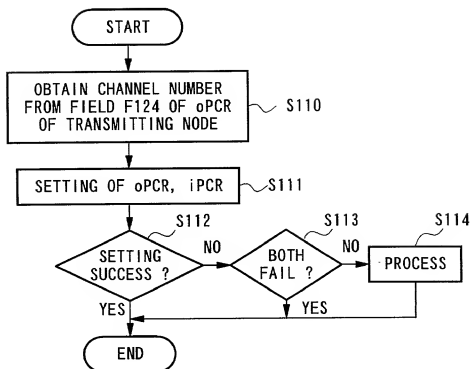 START
OBTAIN CHANNEL NUMBER
FROM FIELD F124 OF oPCR
OF TRANSMITTING NODE
S110
SETTING OF oPCR, iPCR
S111
S112
SETTING
SUCCESS ?
NO
YES
S113
BOTH
FAIL ?
NO
YES
S114
PROCESS
END